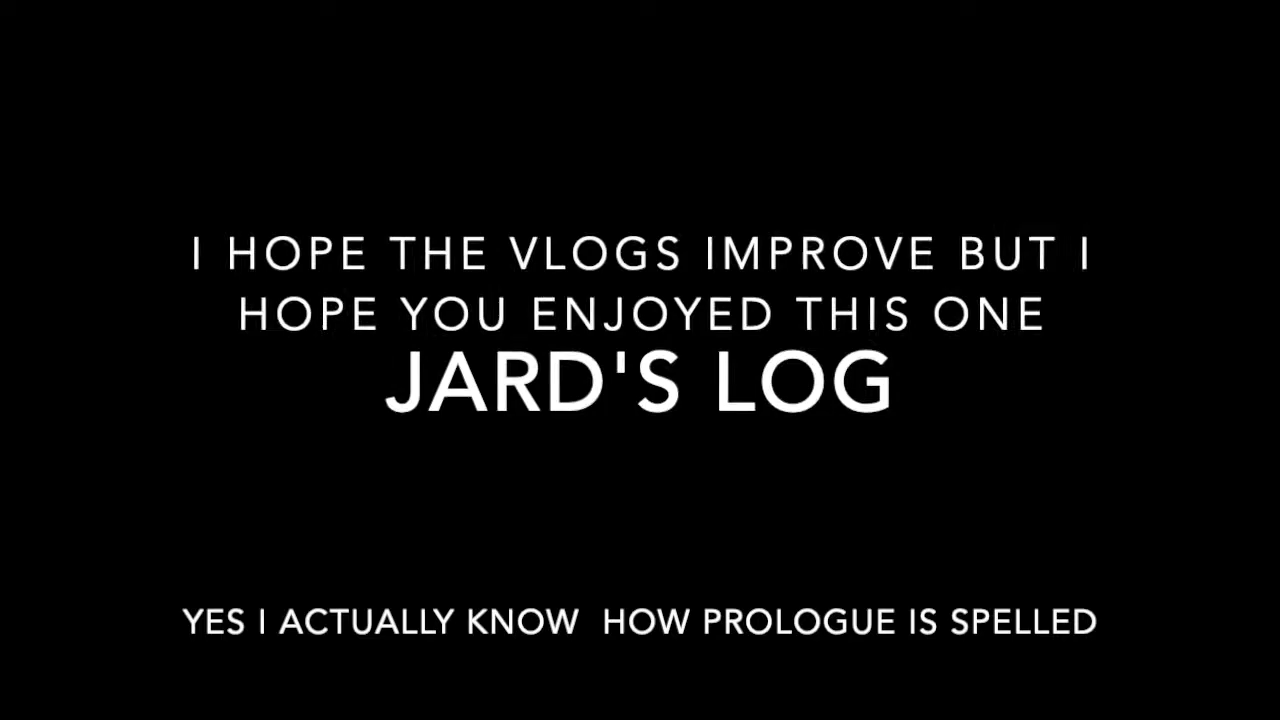 I HOPE THE VLOGS IMPROVE BUT I
HOPE YOU ENJOYED THIS ONE
JARD'S LOG
YES I ACTUALLY KNOW  HOW PROLOGUE IS SPELLED